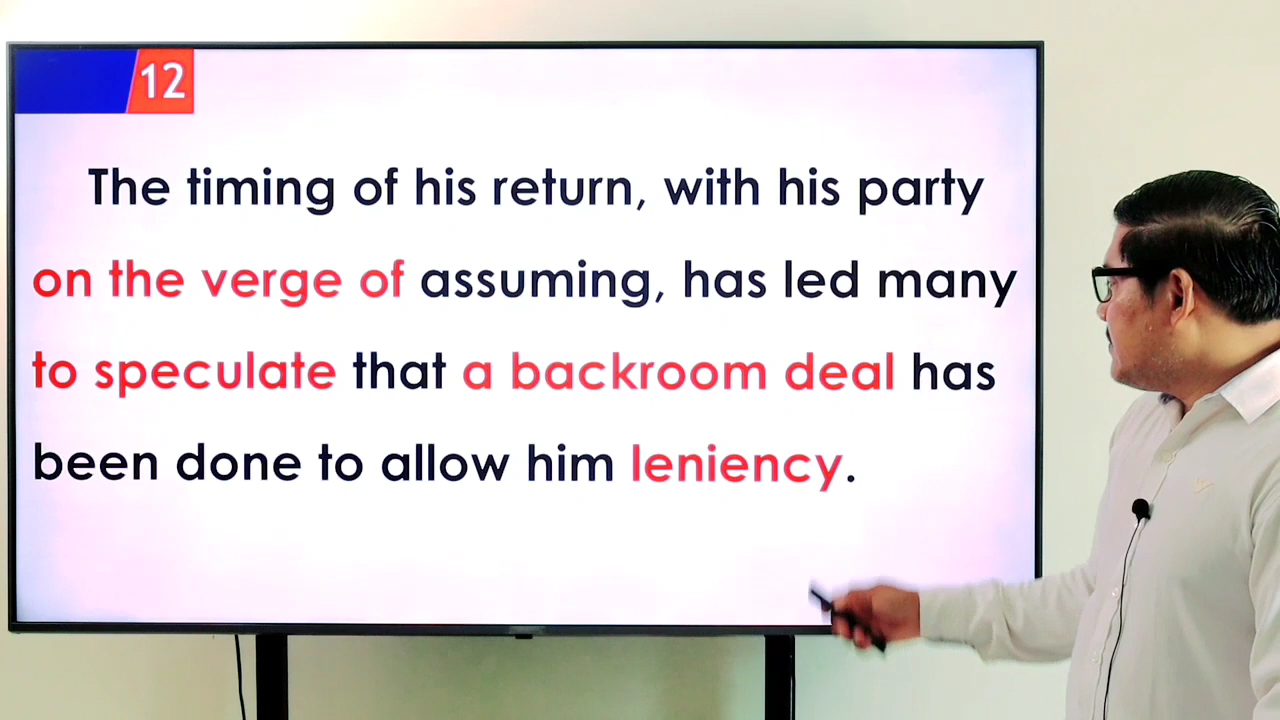 12
The timing of his return, with his party
on the verge of assuming, has led many
to speculate that a backroom deal has
been done to allow him leniency.